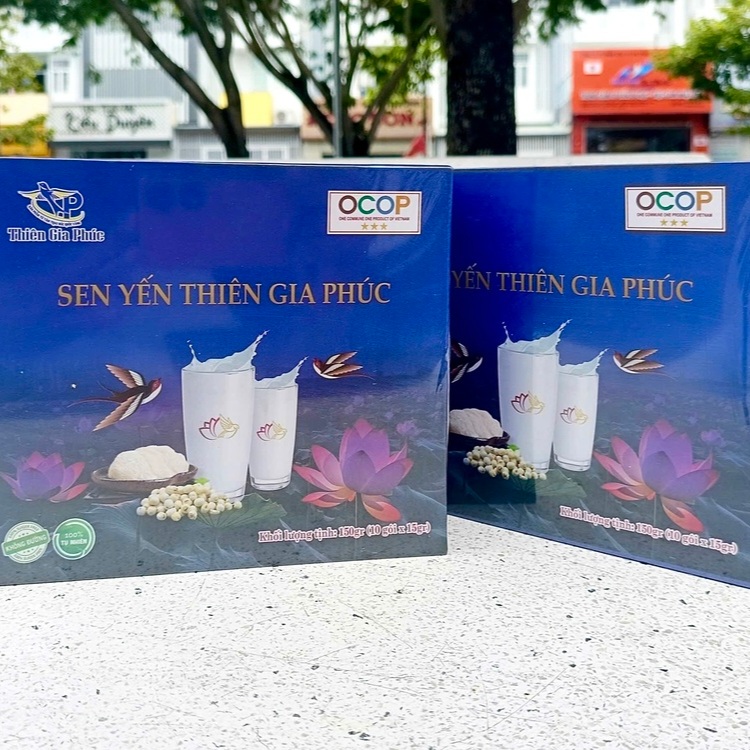 Thiên Gia Phúc
OCOP
ONE COMMUNE ONE PRODUCT OF VIETNAM
SEN YẾN THIÊN GIA PHÚC
KHÔNG ĐƯỜNG
100%
TỰ NHIÊN
Khối lượng tịnh: 150gr (10 gói x 15gr)
OCOP
ONE COMMUNE ONE PRODUCT OF VIETNAM
YẾN THIÊN GIA PHÚC
Khối lượng tịnh: 150gr (10 gói x 15gr)